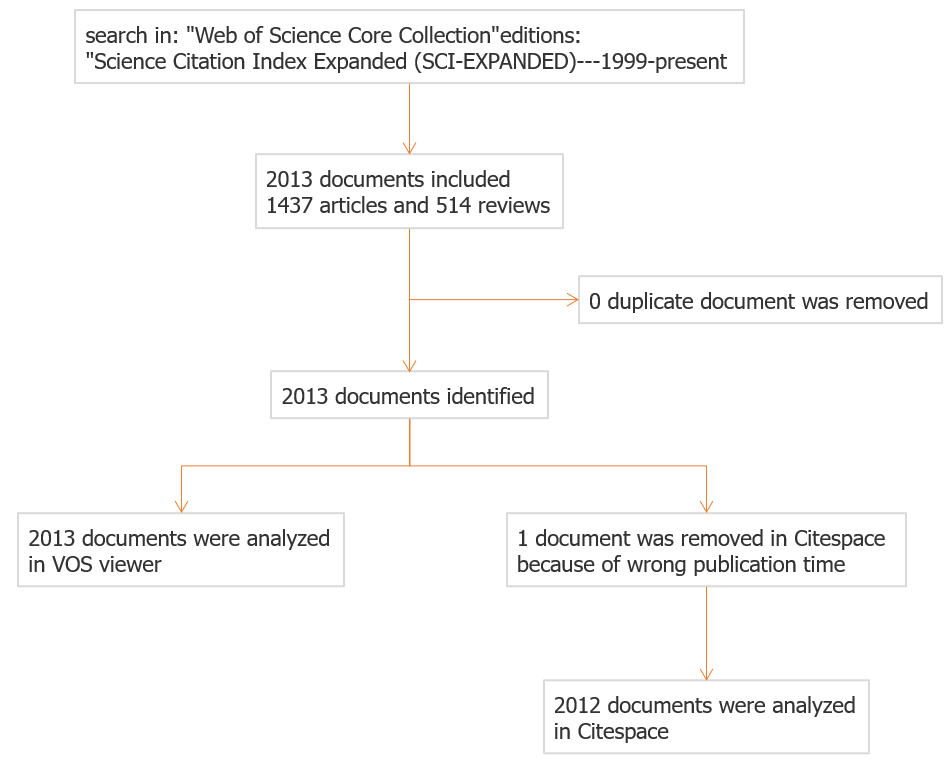 search in: "Web of Science Core Collection"editions:
"Science Citation Index Expanded (SCI-EXPANDED)---1999-present
2013 documents included
1437 articles and 514 reviews
0 duplicate document was removed
2013 documents identified
2013 documents were analyzed
in VOS viewer
1 document was removed in Citespace
because of wrong publication time
2012 documents were analyzed
in Citespace